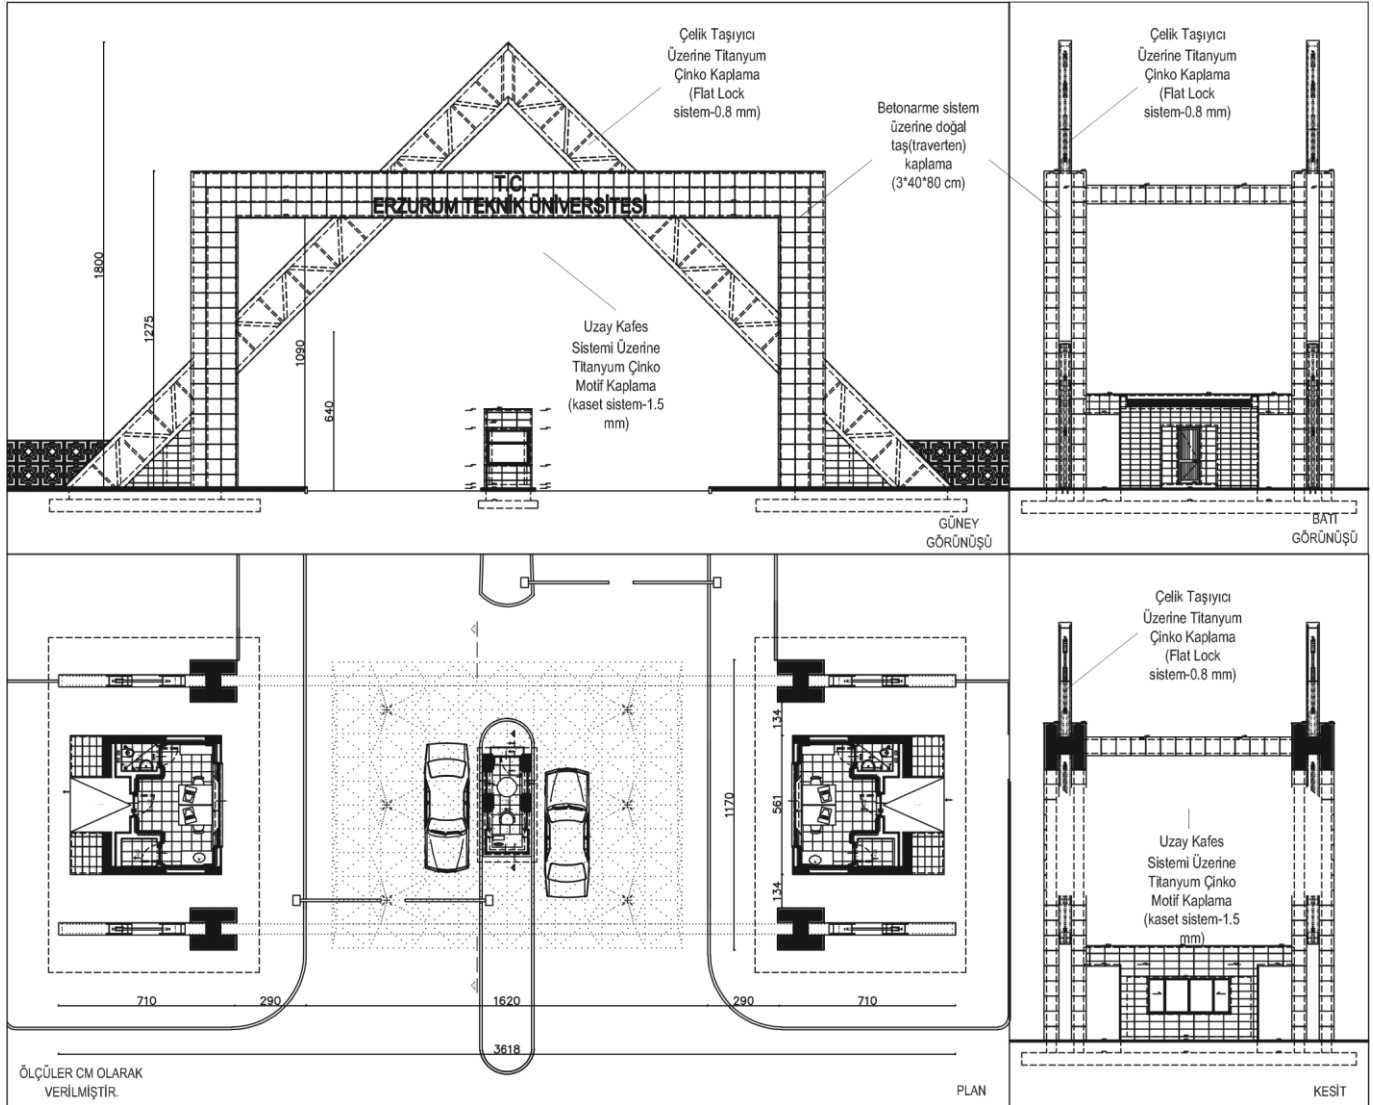 Çelik Taşıyıcı
Üzerine Titanyum
Çinko Kaplama
(Flat Lock
sistem-0.8 mm)
Betonarme sistem
üzerine doğal
taş(traverten)
kaplama
(3*40*80 cm)
T.C.
ERZURUM TEKNİK ÜNİVERSİTESİ
1800
1275
1090
640
Uzay Kafes
Sistemi Üzerine
Titanyum Çinko
Motif Kaplama
(kaset sistem-1.5
mm)
GÜNEY
GÖRÜNÜŞÜ
Çelik Taşıyıcı
Üzerine Titanyum
Çinko Kaplama
(Flat Lock
sistem-0.8 mm)
BATI
GÖRÜNÜŞÜ
134
561
134
1170
710
290
1620
290
710
3618
ÖLÇÜLER CM OLARAK
VERİLMİŞTİR.
PLAN
Çelik Taşıyıcı
Üzerine Titanyum
Çinko Kaplama
(Flat Lock
sistem-0.8 mm)
Uzay Kafes
Sistemi Üzerine
Titanyum Çinko
Motif Kaplama
(kaset sistem-1.5
mm)
KESİT